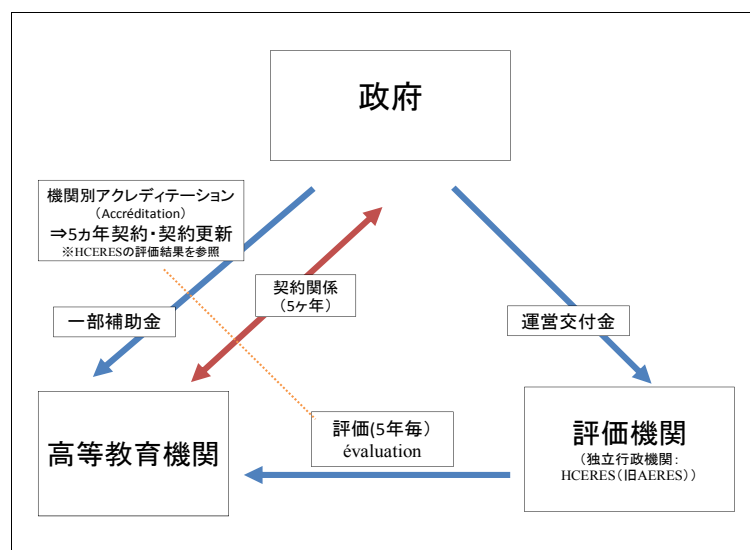 政府
機関別アクレディテーション
（Accréditation）
⇒5ヵ年契約・契約更新
※HCERESの評価結果を参照
契約関係
（5ヶ年）
一部補助金
運営交付金
高等教育機関
評価(5年毎）
évaluation
評価機関
（独立行政機関：
HCERES（旧AERES））